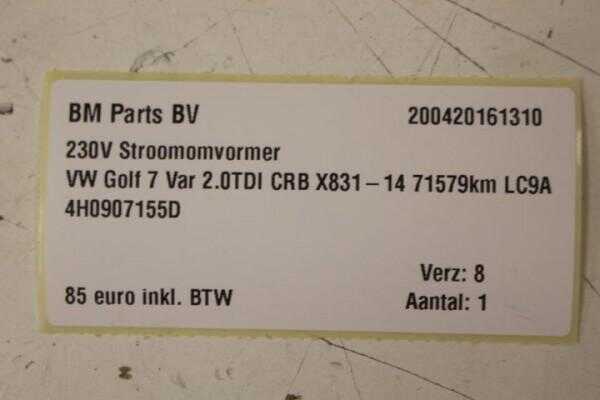 BM Parts BV 200420161310
230V Stroomomvormer
VW Golf 7 Var 2.0TDI CRB X831 – 14 71579km LC9A
4H0907155D
Verz: 8
85 euro inkl. BTW Aantal: 1